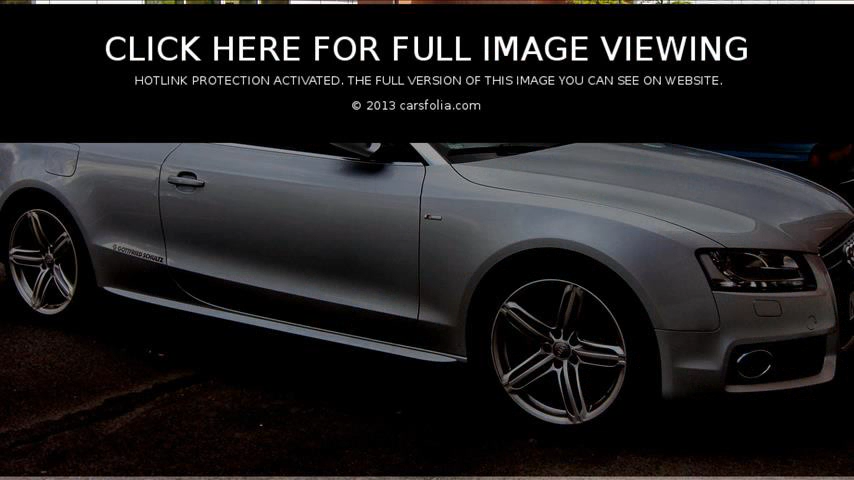 CLICK HERE FOR FULL IMAGE VIEWING
HOTLINK PROTECTION ACTIVATED. THE FULL VERSION OF THIS IMAGE YOU CAN SEE ON WEBSITE.
© 2013 carsfolia.com
GOTTFRIED SCHULTZ